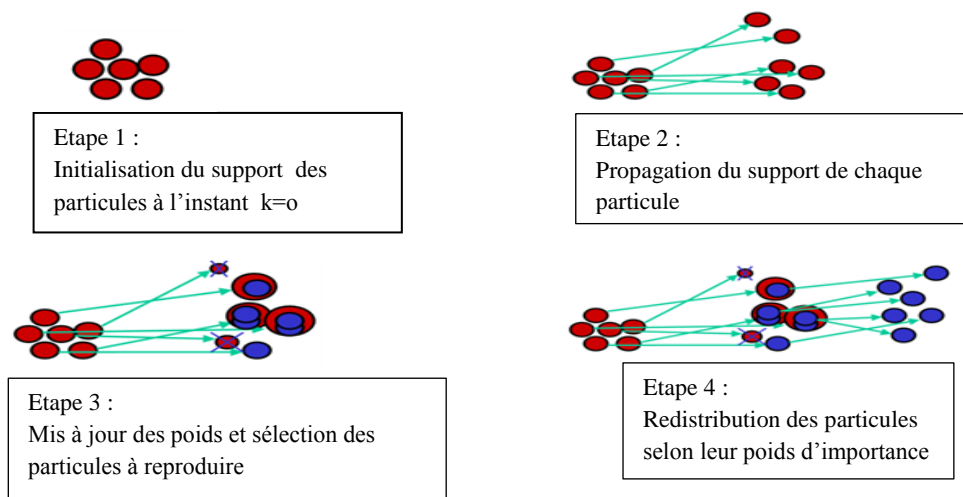 Etape 1 :
Initialisation du support des
particules à l’instant k=o
Etape 2 :
Propagation du support de chaque
particule
Etape 3 :
Mis à jour des poids et sélection des
particules à reproduire
Etape 4 :
Redistribution des particules
selon leur poids d’importance